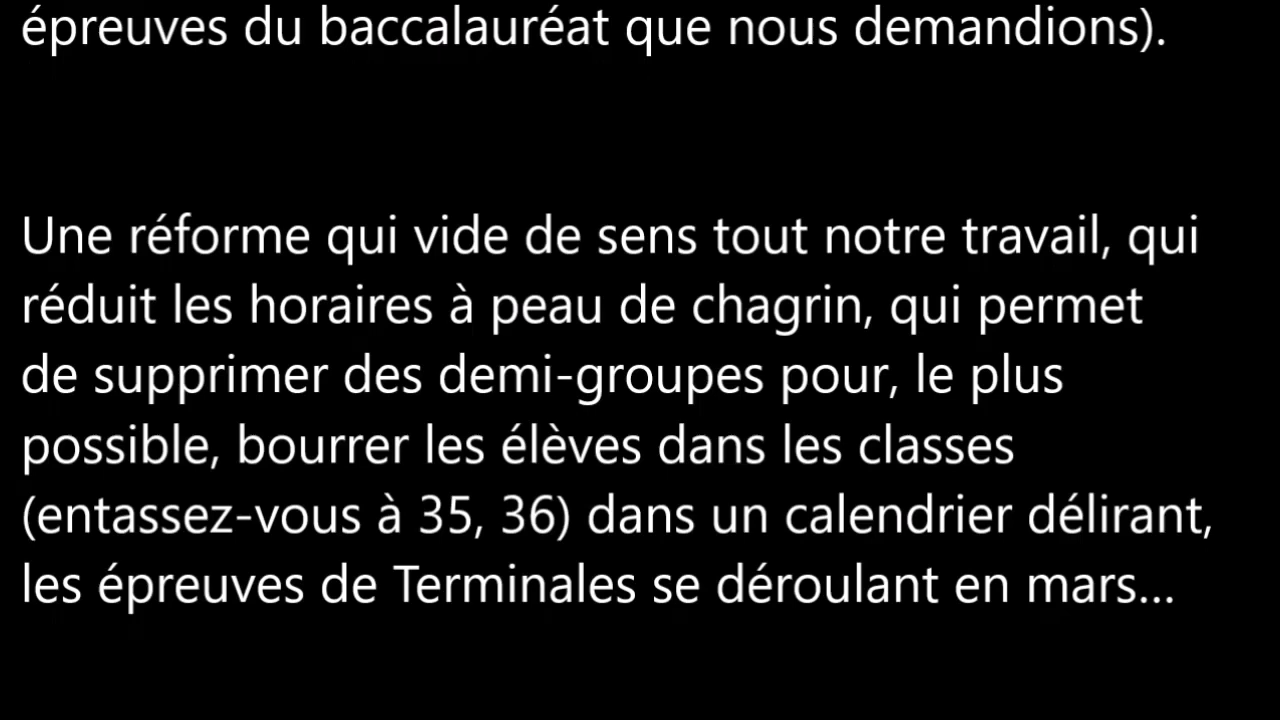 épreuves du baccalauréat que nous demandions).
Une réforme qui vide de sens tout notre travail, qui
réduit les horaires à peau de chagrin, qui permet
de supprimer des demi-groupes pour, le plus
possible, bourrer les élèves dans les classes
(entassez-vous à 35, 36) dans un calendrier délirant,
les épreuves de Terminales se déroulant en mars...